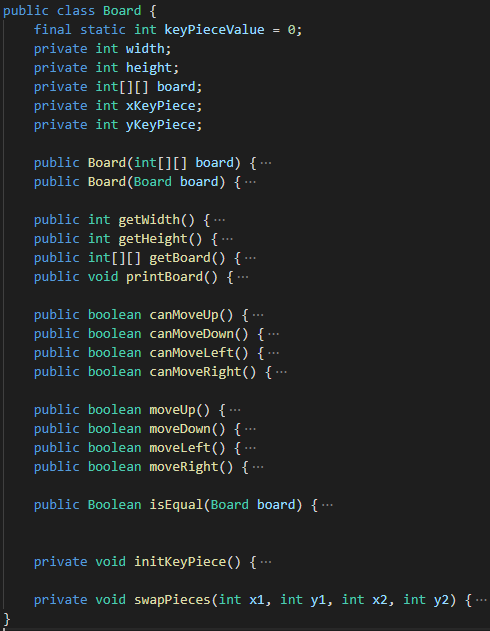 public class Board {
final static int keyPieceValue = 0;
private int width;
private int height;
private int[][] board;
private int xKeyPiece;
private int yKeyPiece;
public Board(int[][] board) {···
public Board(Board board) {···
public int getWidth() {···
public int getHeight() {···
public int[][] getBoard() {···
public void printBoard() {···
public boolean canMoveUp() {···
public boolean canMoveDown() {···
public boolean canMoveLeft() {···
public boolean canMoveRight() {···
public boolean moveUp() {···
public boolean moveDown() {···
public boolean moveLeft() {···
public boolean moveRight() {···
public Boolean isEqual(Board board) {···
private void initKeyPiece() {···
private void swapPieces(int x1, int y1, int x2, int y2) {···
}